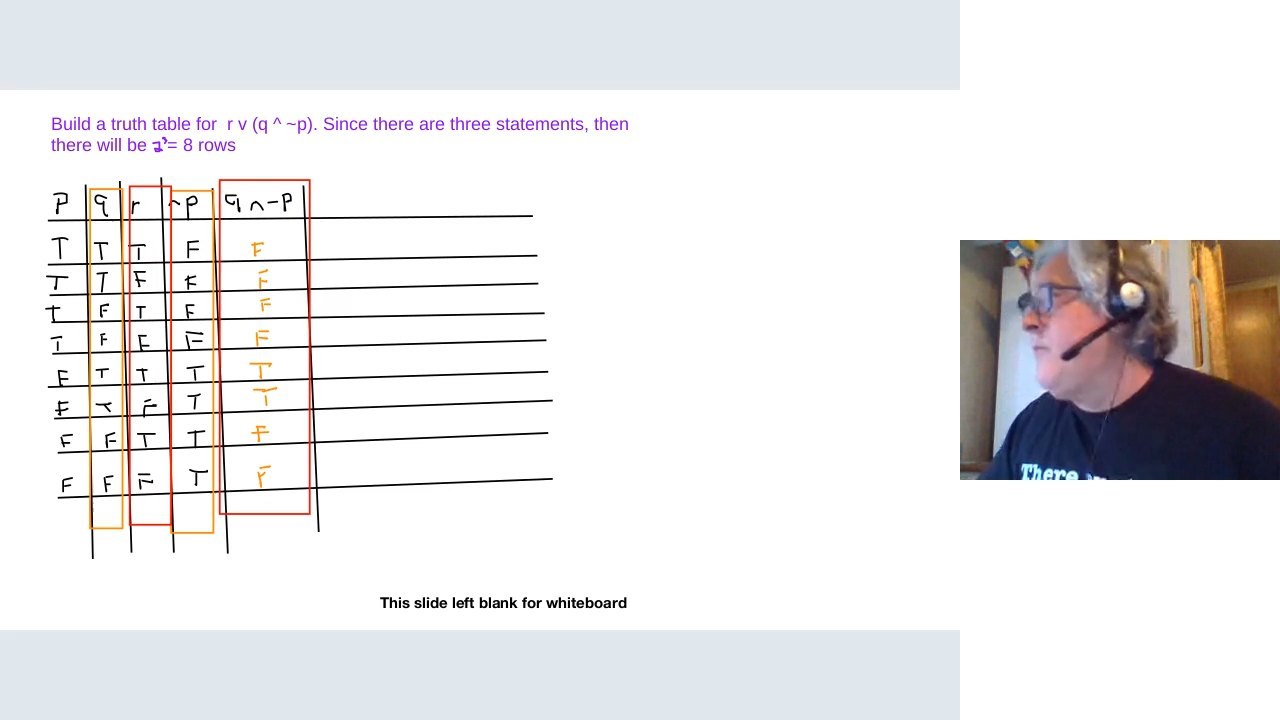 Build a truth table for r v (q ^ ~p). Since there are three statements, then
there will be 2³= 8 rows
P q r ~P q ∩ ~P
T T T F F
T T F F F
T F T F F
T F F F F
F T T T T
F T F T T
F F T T F
F F F T F
This slide left blank for whiteboard
There